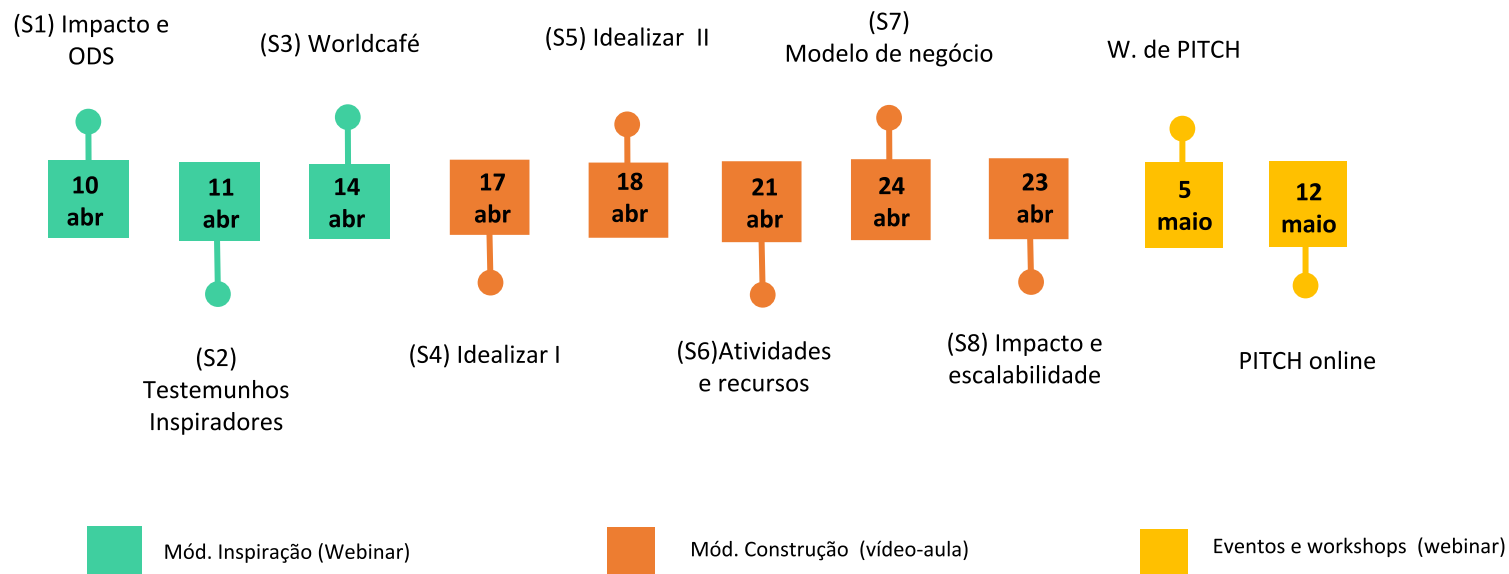 (S1) Impacto e
ODS
(S3) Worldcafé
(S5) Idealizar II
(S7)
Modelo de negócio
W. de PITCH
10
abr
11
abr
14
abr
17
abr
18
abr
21
abr
24
abr
23
abr
5
maio
12
maio
(S2)
Testemunhos
Inspiradores
(S4) Idealizar I
(S6)Atividades
e recursos
(S8) Impacto e
escalabilidade
PITCH online
Mód. Inspiração (Webinar)
Mód. Construção (vídeo-aula)
Eventos e workshops (webinar)